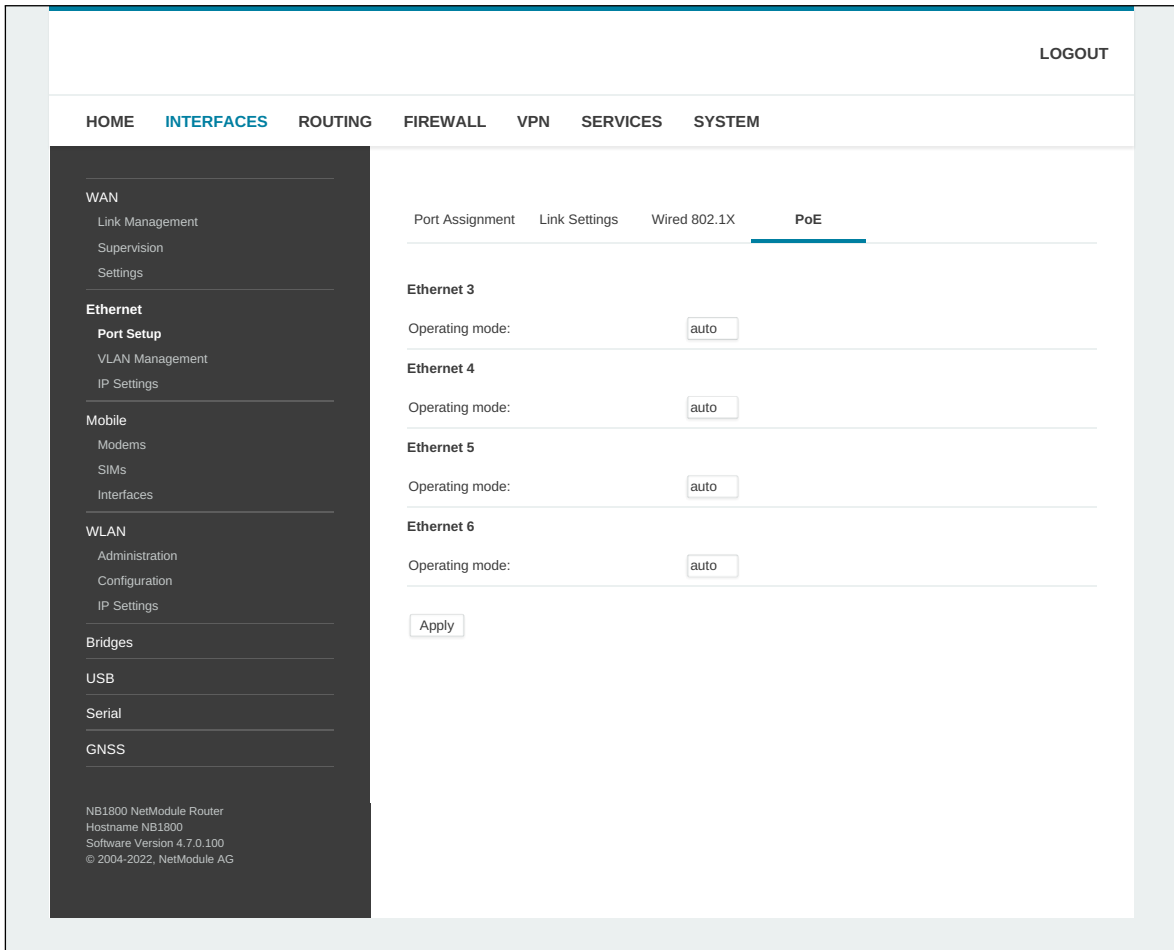 LOGOUT
HOME INTERFACES ROUTING FIREWALL VPN SERVICES SYSTEM
WAN
Link Management
Supervision
Settings
Ethernet
Port Setup
VLAN Management
IP Settings
Mobile
Modems
SIMs
Interfaces
WLAN
Administration
Configuration
IP Settings
Bridges
USB
Serial
GNSS
NB1800 NetModule Router
Hostname NB1800
Software Version 4.7.0.100
© 2004-2022, NetModule AG
Port Assignment Link Settings Wired 802.1X PoE
Ethernet 3
Operating mode: auto
Ethernet 4
Operating mode: auto
Ethernet 5
Operating mode: auto
Ethernet 6
Operating mode: auto
Apply